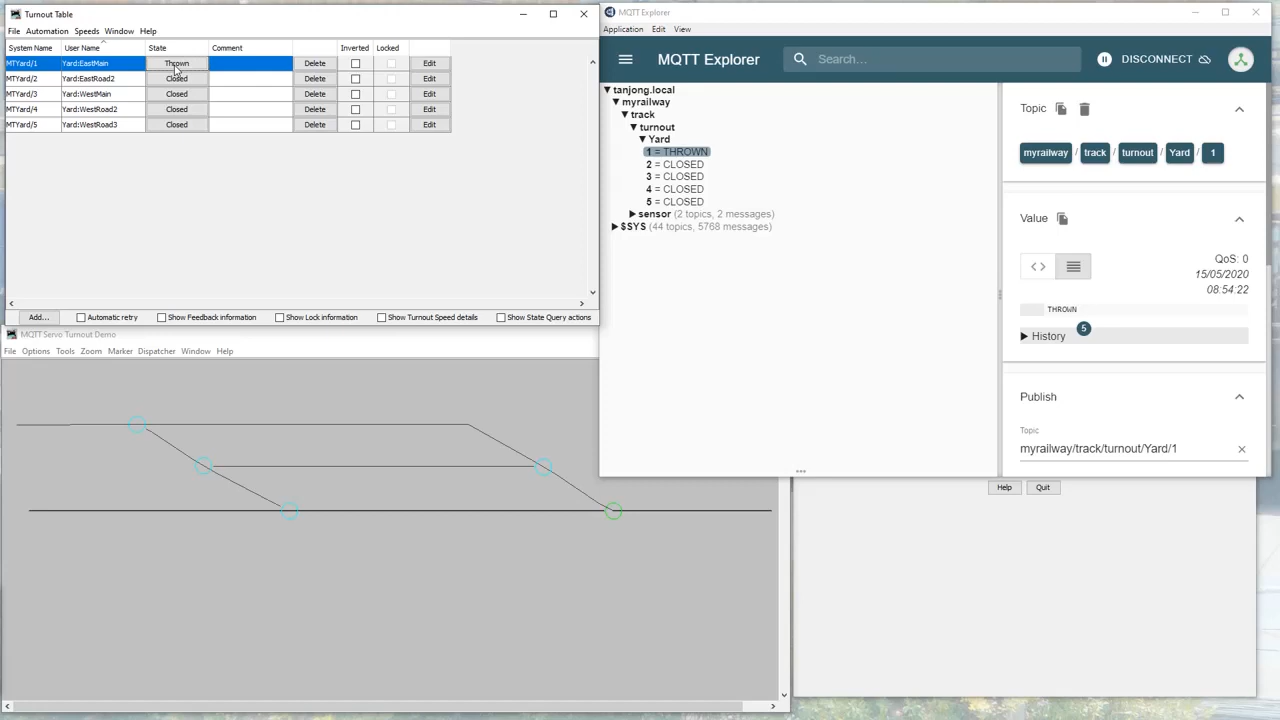 Turnout Table
File Automation Speeds Window Help
System Name User Name State Comment Inverted Locked
MTYard/1 Yard:EastMain Thrown Delete Edit
MTYard/2 Yard:EastRoad2 Closed Delete Edit
MTYard/3 Yard:WestMain Closed Delete Edit
MTYard/4 Yard:WestRoad2 Closed Delete Edit
MTYard/5 Yard:WestRoad3 Closed Delete Edit
Add... Automatic retry Show Feedback information Show Lock information Show Turnout Speed details Show State Query actions
MQTT Servo Turnout Demo
File Options Tools Zoom Marker Dispatcher Window Help
MQTT Explorer
Application Edit View
MQTT Explorer Search... DISCONNECT
tanjong.local
myrailway
track
turnout
Yard
1 = THROWN
2 = CLOSED
3 = CLOSED
4 = CLOSED
5 = CLOSED
sensor (2 topics, 2 messages)
$SYS (44 topics, 5768 messages)
Topic
myrailway / track / turnout / Yard / 1
Value
QoS: 0
15/05/2020
08:54:22
THROWN
History 5
Publish
Topic
myrailway/track/turnout/Yard/1
Help Quit